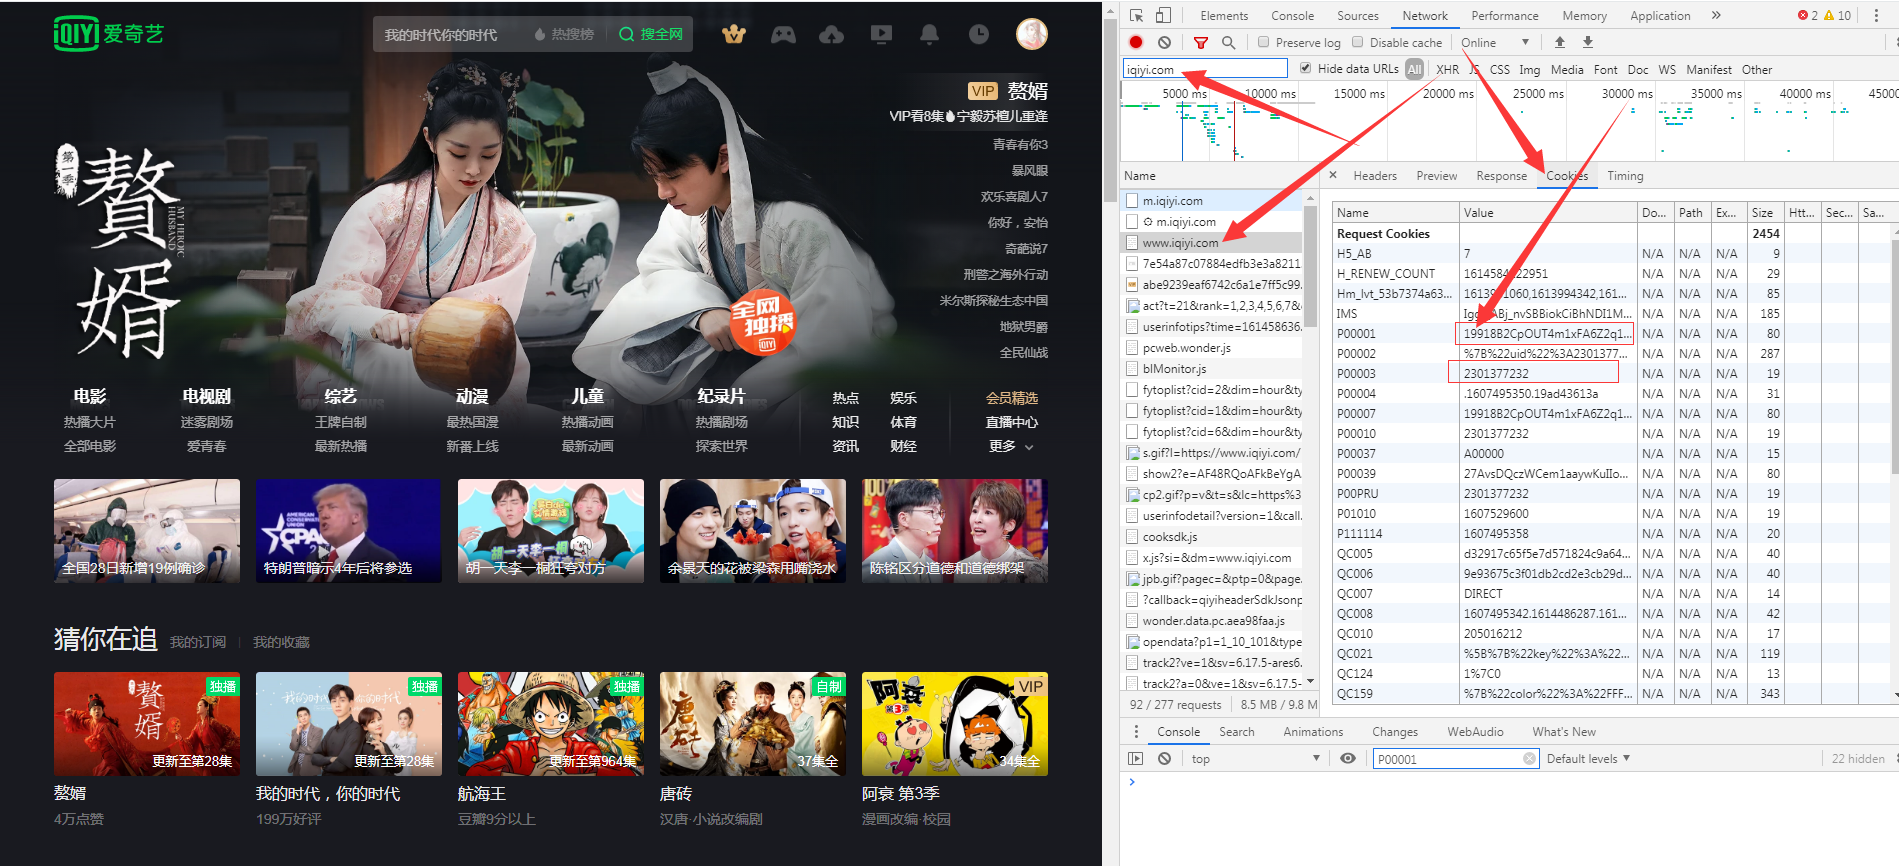 iQIYI 爱奇艺
我的时代你的时代
热搜榜
搜全网
VIP 赘婿
VIP看8集 宁毅苏檀儿重逢
青春有你3
暴风眼
欢乐喜剧人7
你好，安怡
奇葩说7
刑警之海外行动
米尔斯探秘生态中国
地狱男爵
全民仙战
第一季
赘婿
MY HEROIC HUSBAND
全网独播
iQIYI
电影 电视剧 综艺 动漫 儿童 纪录片 热点 娱乐 会员精选
热播大片 迷雾剧场 王牌自制 最热国漫 热播动画 热播剧场 知识 体育 直播中心
全部电影 爱青春 最新热播 新番上线 最新动画 探索世界 资讯 财经 更多
全国28日新增19例确诊
特朗普暗示4年后将参选
胡一天李一桐狂夸对方
余景天的花被梁森用嘴浇水
陈铭区分道德和道德绑架
猜你在追 我的订阅 我的收藏
独播
更新至第28集
独播
更新至第28集
独播
更新至第964集
自制
37集全
VIP
34集全
赘婿 我的时代，你的时代 航海王 唐砖 阿衰 第3季
4万点赞 199万好评 豆瓣9分以上 汉唐·小说改编剧 漫画改编·校园
Elements Console Sources Network Performance Memory Application 2 10
Preserve log Disable cache Online
iqiyi.com Hide data URLs All XHR JS CSS Img Media Font Doc WS Manifest Other
5000 ms 10000 ms 15000 ms 20000 ms 25000 ms 30000 ms 35000 ms 40000 ms 45000
Name
m.iqiyi.com
m.iqiyi.com
www.iqiyi.com
7e54a87c07884edfb3e3a8211
abe9239eaf6742c6a1e7ff5c99.
act?t=21&rank=1,2,3,4,5,6,7&
userinfotips?time=161458636.
pcweb.wonder.js
blMonitor.js
fytoplist?cid=2&dim=hour&ty
fytoplist?cid=1&dim=hour&ty
fytoplist?cid=6&dim=hour&ty
s.gif?l=https://www.iqiyi.com/
show2?e=AF48RQoAFkBeYgA.
cp2.gif?p=v&t=s&lc=https%3
userinfodetail?version=1&call.
cooksdk.js
x.js?si=&dm=www.iqiyi.com
jpb.gif?pagec=&ptp=0&page.
?callback=qiyiheaderSdkJsonp
wonder.data.pc.aea98faa.js
opendata?p1=1_10_101&type
track2?ve=1&sv=6.17.5-ares6.
track2?a=0&ve=1&sv=6.17.5-
92 / 277 requests 8.5 MB / 9.8 M
Headers Preview Response Cookies Timing
Name Value Do... Path Ex... Size Htt... Sec... Sa...
Request Cookies 2454
H5_AB 7 N/A N/A N/A 9
H_RENEW_COUNT N/A N/A N/A 29
Hm_lvt_53b7374a63... N/A N/A N/A 85
IMS N/A N/A N/A 185
P00001 19918B2CpOUT4m1xFA6Z2q1... N/A N/A N/A 80
P00002 %7B%22uid%22%3A2301377... N/A N/A N/A 287
P00003 2301377232 N/A N/A N/A 19
P00004 .1607495350.19ad43613a N/A N/A N/A 31
P00007 19918B2CpOUT4m1xFA6Z2q1... N/A N/A N/A 80
P00010 2301377232 N/A N/A N/A 19
P00037 A00000 N/A N/A N/A 15
P00039 27AvsDQczWCem1aaywKuIIo... N/A N/A N/A 80
P00PRU 2301377232 N/A N/A N/A 19
P01010 1607529600 N/A N/A N/A 19
P111114 1607495358 N/A N/A N/A 20
QC005 d32917c65f5e7d571824c9a64... N/A N/A N/A 40
QC006 9e93675c3f01db2cd2e3cb29d... N/A N/A N/A 40
QC007 DIRECT N/A N/A N/A 14
QC008 1607495342.1614486287.161... N/A N/A N/A 42
QC010 205016212 N/A N/A N/A 17
QC021 %5B%7B%22key%22%3A%22... N/A N/A N/A 119
QC124 1%7C0 N/A N/A N/A 13
QC159 %7B%22color%22%3A%22FFF... N/A N/A N/A 343
Console Search Animations Changes WebAudio What's New
top P00001 Default levels 22 hidden